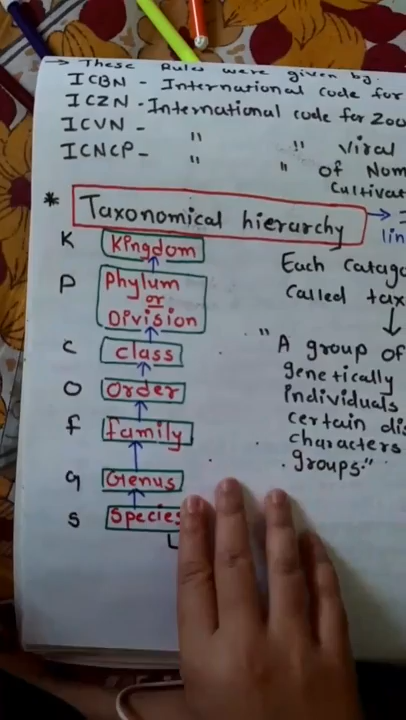 → These Rules were given by.
ICBN - International code for
ICZN - International code for Zoo
ICVN - " " Viral
ICNCP - " " of Nom
Cultivat
* Taxonomical hierarchy →
lin
K Kingdom
Each catago
P Phylum
or
Division
called tax
↓
C class
"A group of
genetically
O Order
individuals
certain dis
F family
characters
groups."
G Genus
S Species